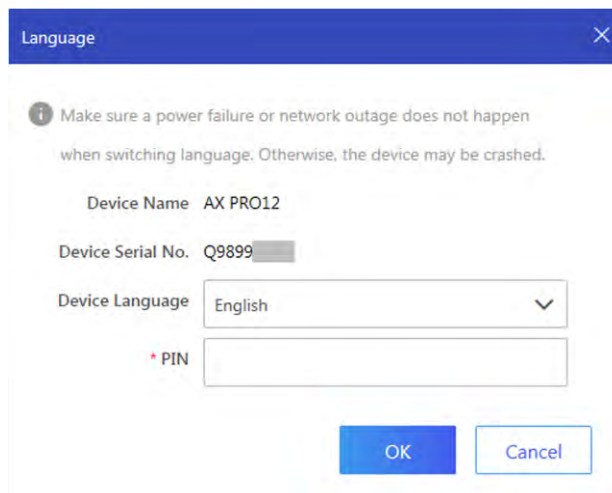 Language
Make sure a power failure or network outage does not happen
when switching language. Otherwise, the device may be crashed.
Device Name AX PRO12
Device Serial No. Q9899
Device Language English
* PIN
OK Cancel